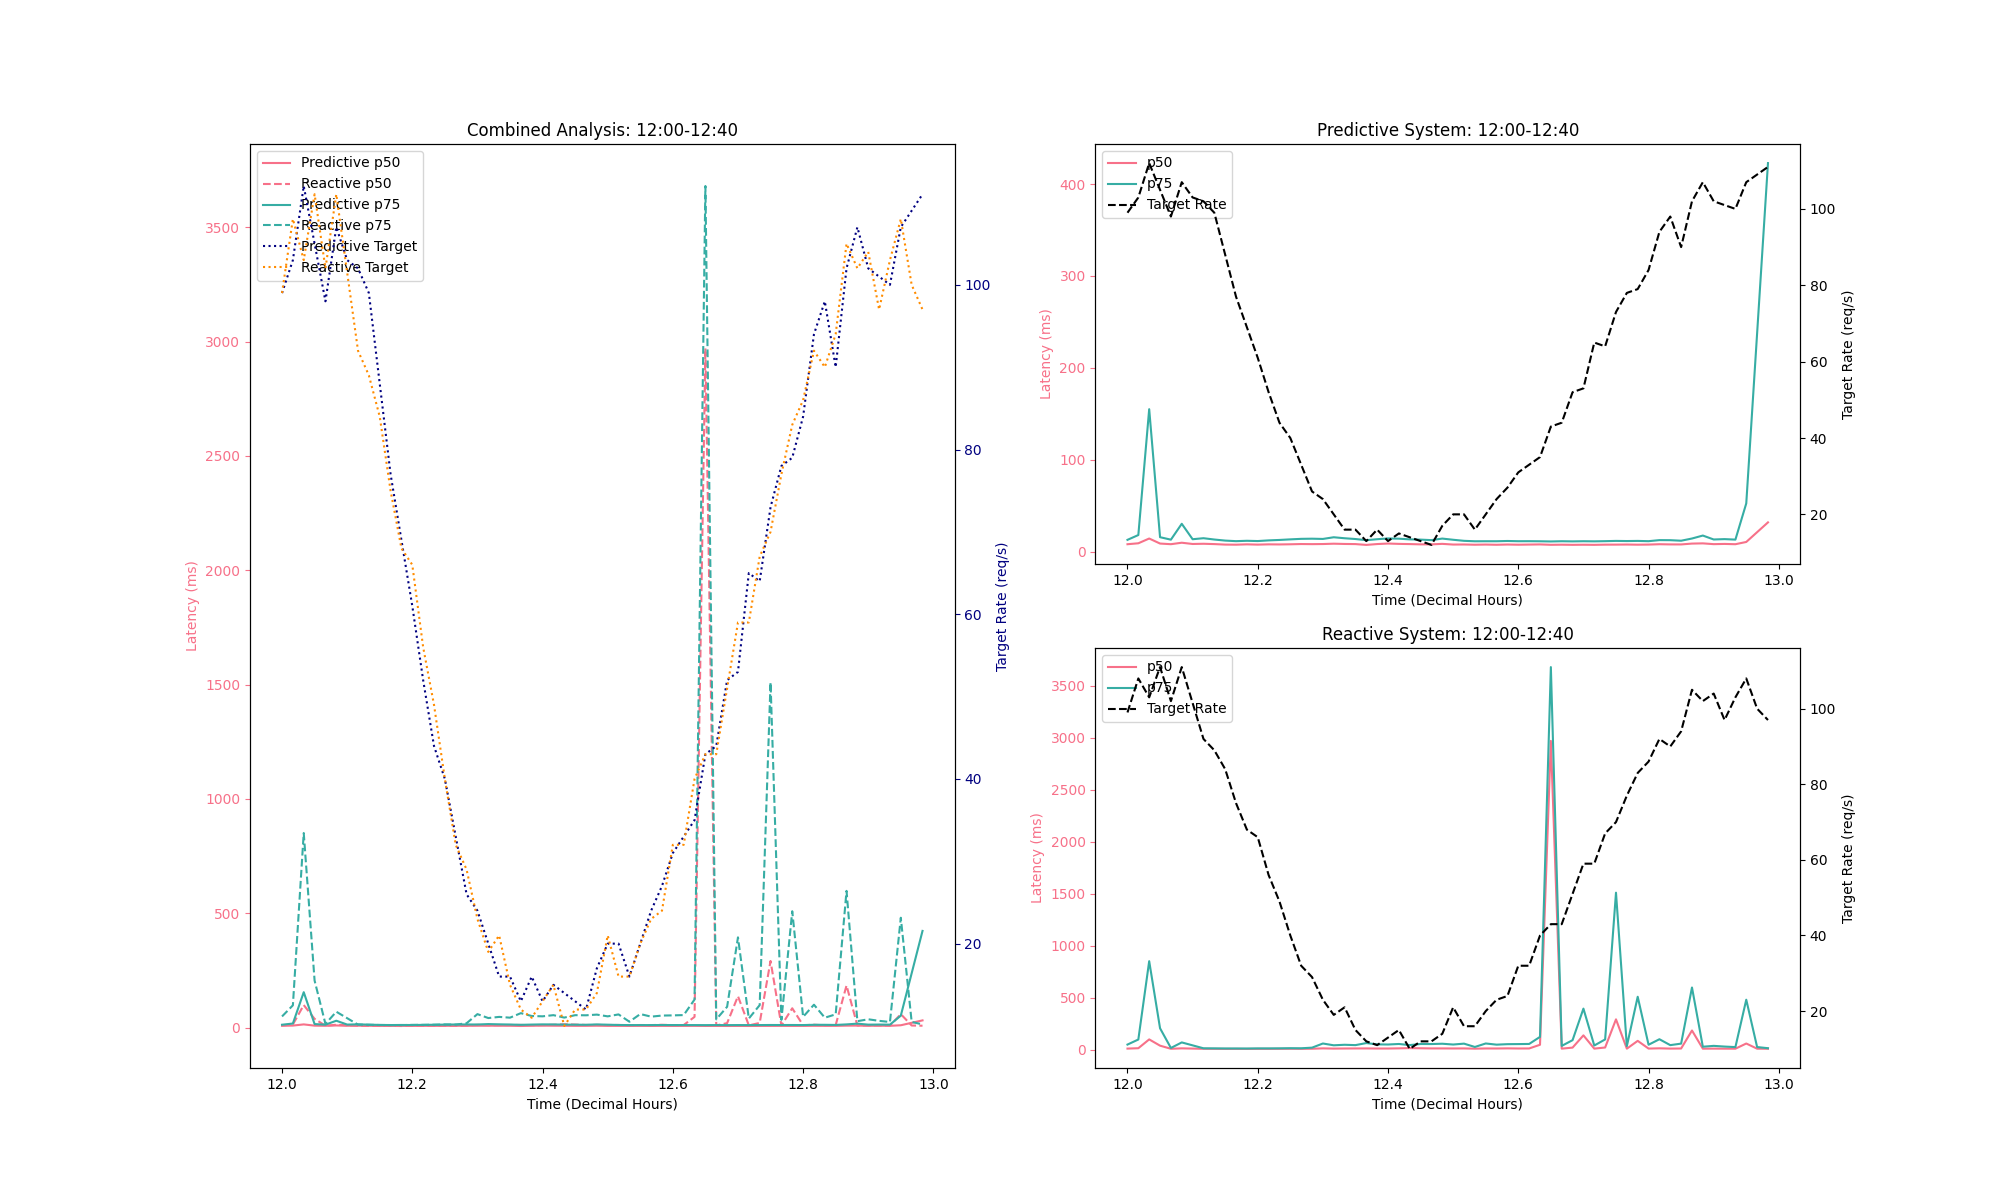 Combined Analysis: 12:00-12:40
Predictive p50
Reactive p50
Predictive p75
Reactive p75
Predictive Target
Reactive Target
3500
3000
2500
2000
1500
1000
500
0
Latency (ms)
100
80
60
40
20
Target Rate (req/s)
12.0 12.2 12.4 12.6 12.8 13.0
Time (Decimal Hours)
Predictive System: 12:00-12:40
p50
p75
Target Rate
400
300
200
100
0
Latency (ms)
100
80
60
40
20
Target Rate (req/s)
12.0 12.2 12.4 12.6 12.8 13.0
Time (Decimal Hours)
Reactive System: 12:00-12:40
p50
p75
Target Rate
3500
3000
2500
2000
1500
1000
500
0
Latency (ms)
100
80
60
40
20
Target Rate (req/s)
12.0 12.2 12.4 12.6 12.8 13.0
Time (Decimal Hours)